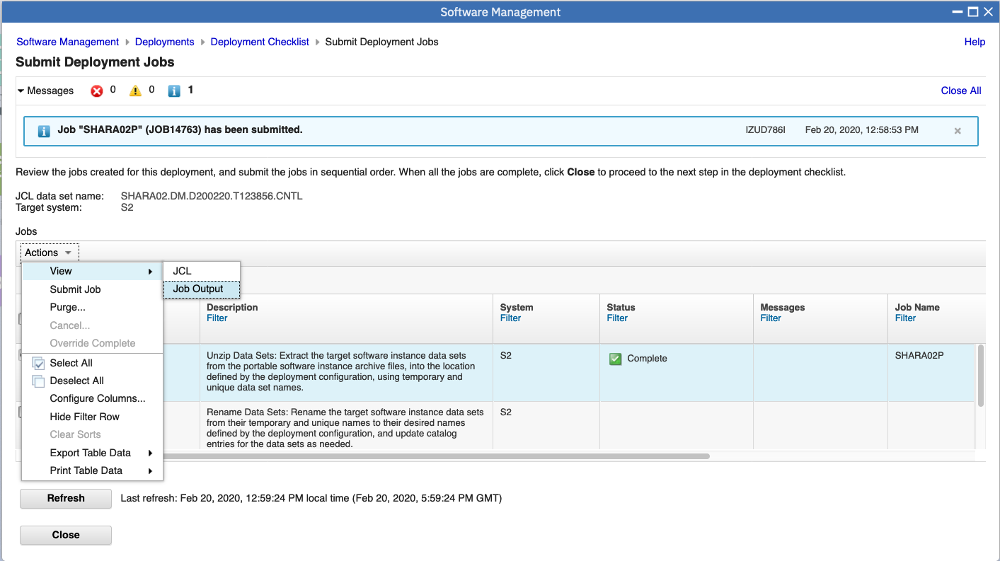 Software Management
Software Management Deployments Deployment Checklist Submit Deployment Jobs Help
Submit Deployment Jobs
Messages 0 0 1 Close All
Job "SHARA02P" (JOB14763) has been submitted. IZUD786I Feb 20, 2020, 12:58:53 PM
Review the jobs created for this deployment, and submit the jobs in sequential order. When all the jobs are complete, click Close to proceed to the next step in the deployment checklist.
JCL data set name: SHARA02.DM.D200220.T123856.CNTL
Target system: S2
Jobs
Actions
View
JCL
Job Output
Submit Job
Purge...
Cancel...
Override Complete
Select All
Deselect All
Configure Columns...
Hide Filter Row
Clear Sorts
Export Table Data
Print Table Data
Description System Status Messages Job Name
Filter Filter Filter Filter Filter
Unzip Data Sets: Extract the target software instance data sets
from the portable software instance archive files, into the location
defined by the deployment configuration, using temporary and
unique data set names.
S2
Complete
SHARA02P
Rename Data Sets: Rename the target software instance data sets
from their temporary and unique names to their desired names
defined by the deployment configuration, and update catalog
entries for the data sets as needed.
S2
Refresh Last refresh: Feb 20, 2020, 12:59:24 PM local time (Feb 20, 2020, 5:59:24 PM GMT)
Close